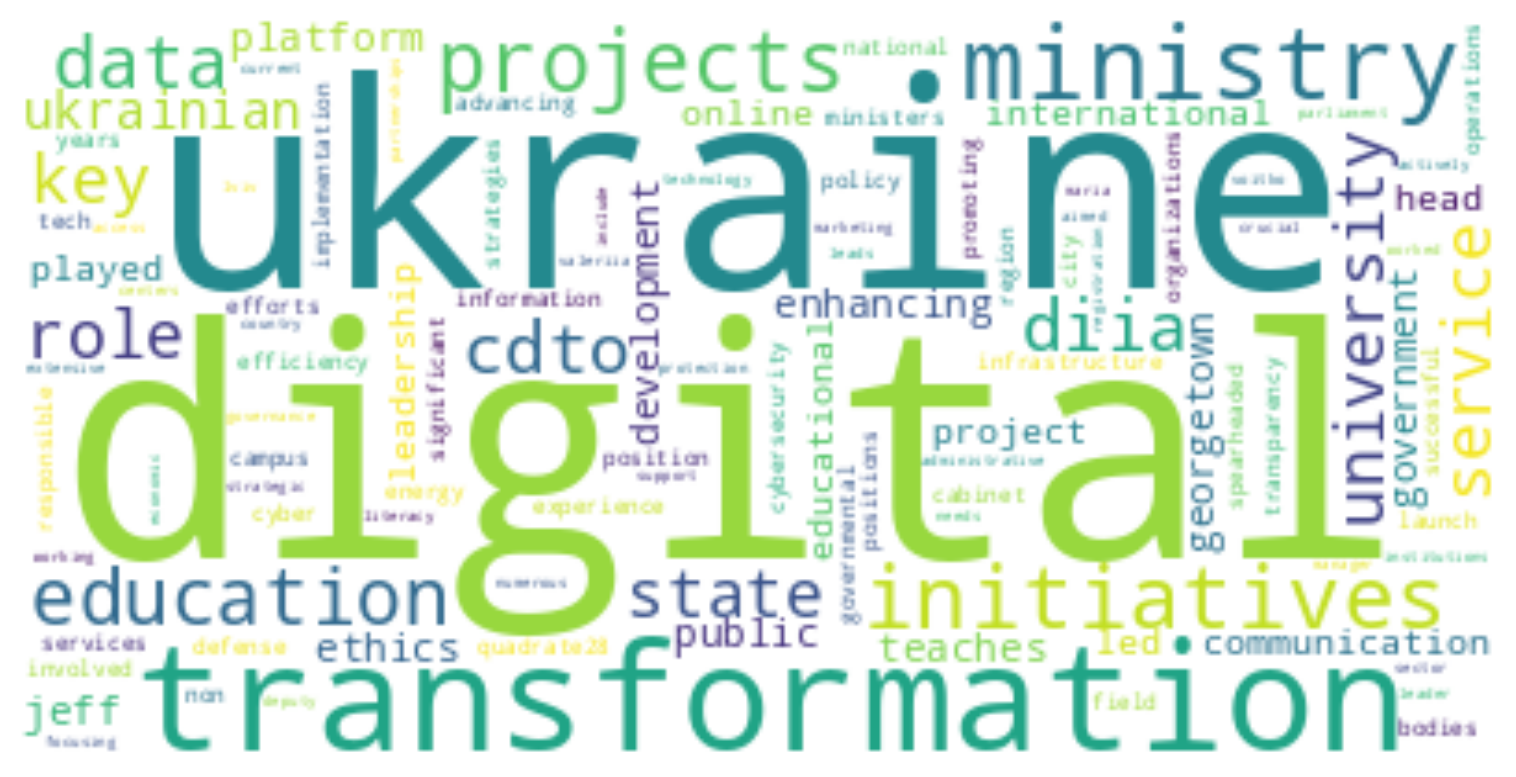 data
platform
projects
national
ministry
operations
current
ukrainian
advancing
online
ministers
international
parliament
years
implementation
partnerships
ukraine
key
strategies
technology
policy
promoting
maria
organizations
actively
university
head
tech
access
include
development
marketing
aimed
crucial
played
centers
valeriia
leads
region
city
registration
worked
service
efforts
information
enhancing
diia
government
role
country
leadership
significant
cdto
infrastructure
extensive
efficiency
protection
digital
cybersecurity
educational
georgetown
spearheaded
transparency
successful
responsible
governance
project
campus
position
administrative
strategic
support
economic
energy
experience
positions
cabinet
cyber
literacy
needs
launch
governmental
working
manager
institutions
education
numerous
state
initiatives
services
defense
ethics
quadrate28
public
teaches
led
communication
involved
transformation
sector
jeff
non
deputy
field
leader
focusing
bodies